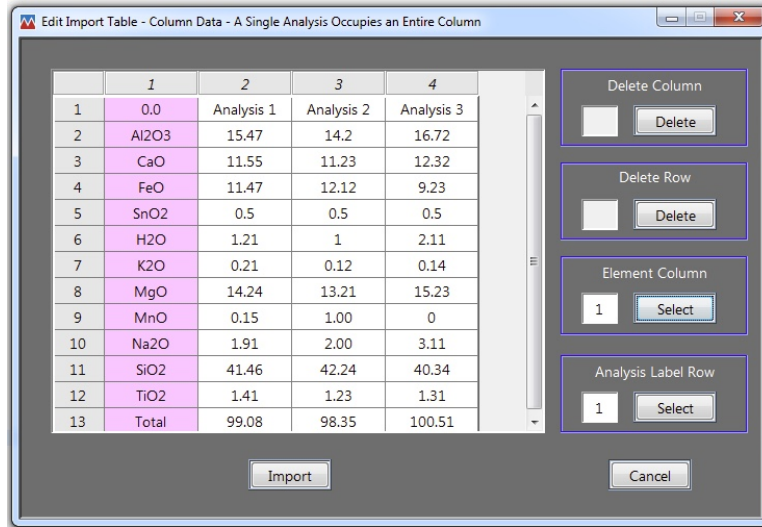 Edit Import Table - Column Data - A Single Analysis Occupies an Entire Column
1 2 3 4
1 0.0 Analysis 1 Analysis 2 Analysis 3
2 Al2O3 15.47 14.2 16.72
3 CaO 11.55 11.23 12.32
4 FeO 11.47 12.12 9.23
5 SnO2 0.5 0.5 0.5
6 H2O 1.21 1 2.11
7 K2O 0.21 0.12 0.14
8 MgO 14.24 13.21 15.23
9 MnO 0.15 1.00 0
10 Na2O 1.91 2.00 3.11
11 SiO2 41.46 42.24 40.34
12 TiO2 1.41 1.23 1.31
13 Total 99.08 98.35 100.51
Delete Column
Delete
Delete Row
Delete
Element Column
1 Select
Analysis Label Row
1 Select
Import Cancel